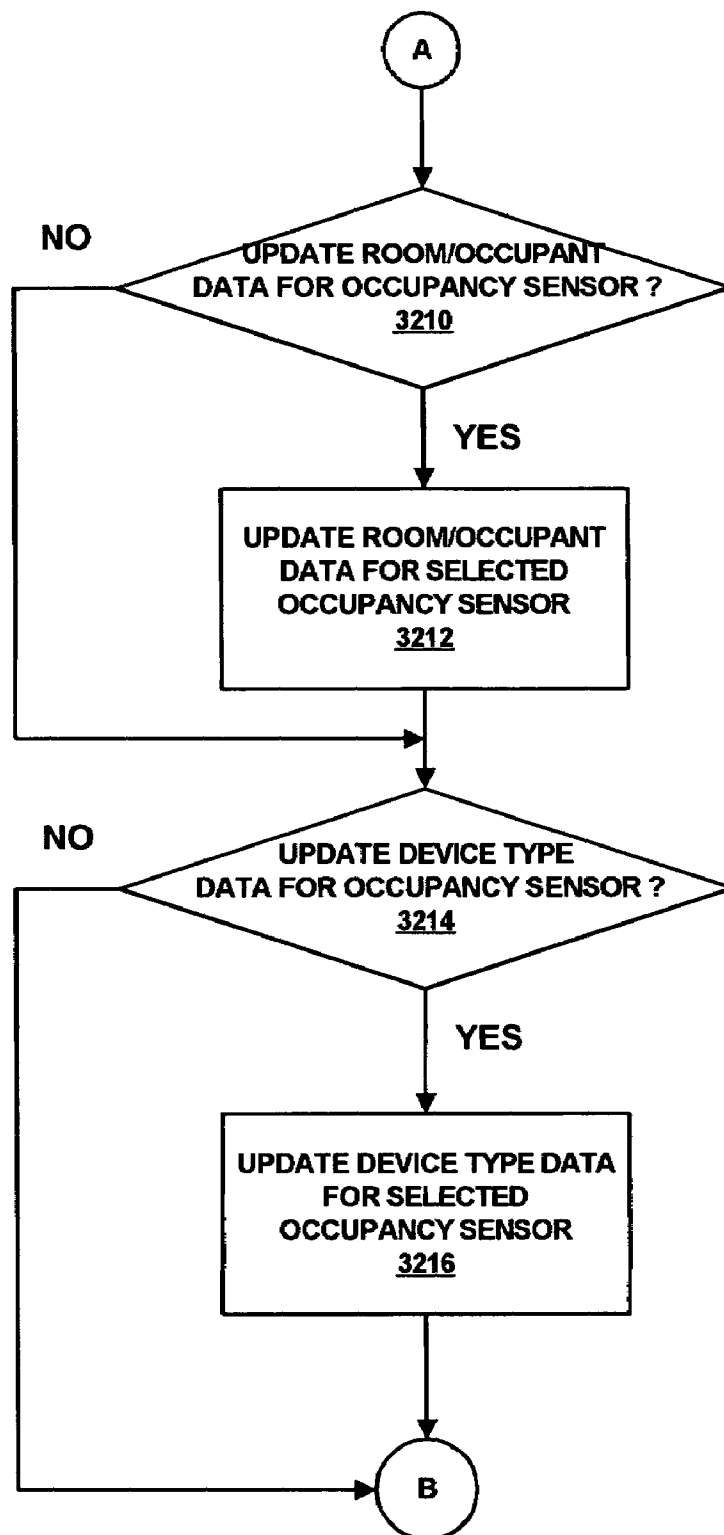 A
NO
UPDATE ROOM/OCCUPANT
DATA FOR OCCUPANCY SENSOR ?
3210
YES
UPDATE ROOM/OCCUPANT
DATA FOR SELECTED
OCCUPANCY SENSOR
3212
NO
UPDATE DEVICE TYPE
DATA FOR OCCUPANCY SENSOR ?
3214
YES
UPDATE DEVICE TYPE DATA
FOR SELECTED
OCCUPANCY SENSOR
3216
B